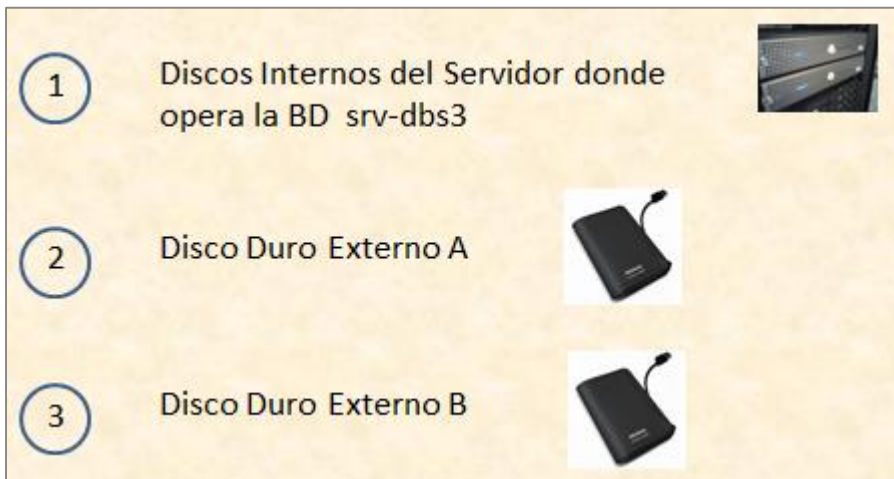 1
Discos Internos del Servidor donde
opera la BD srv-dbs3
2
Disco Duro Externo A
3
Disco Duro Externo B